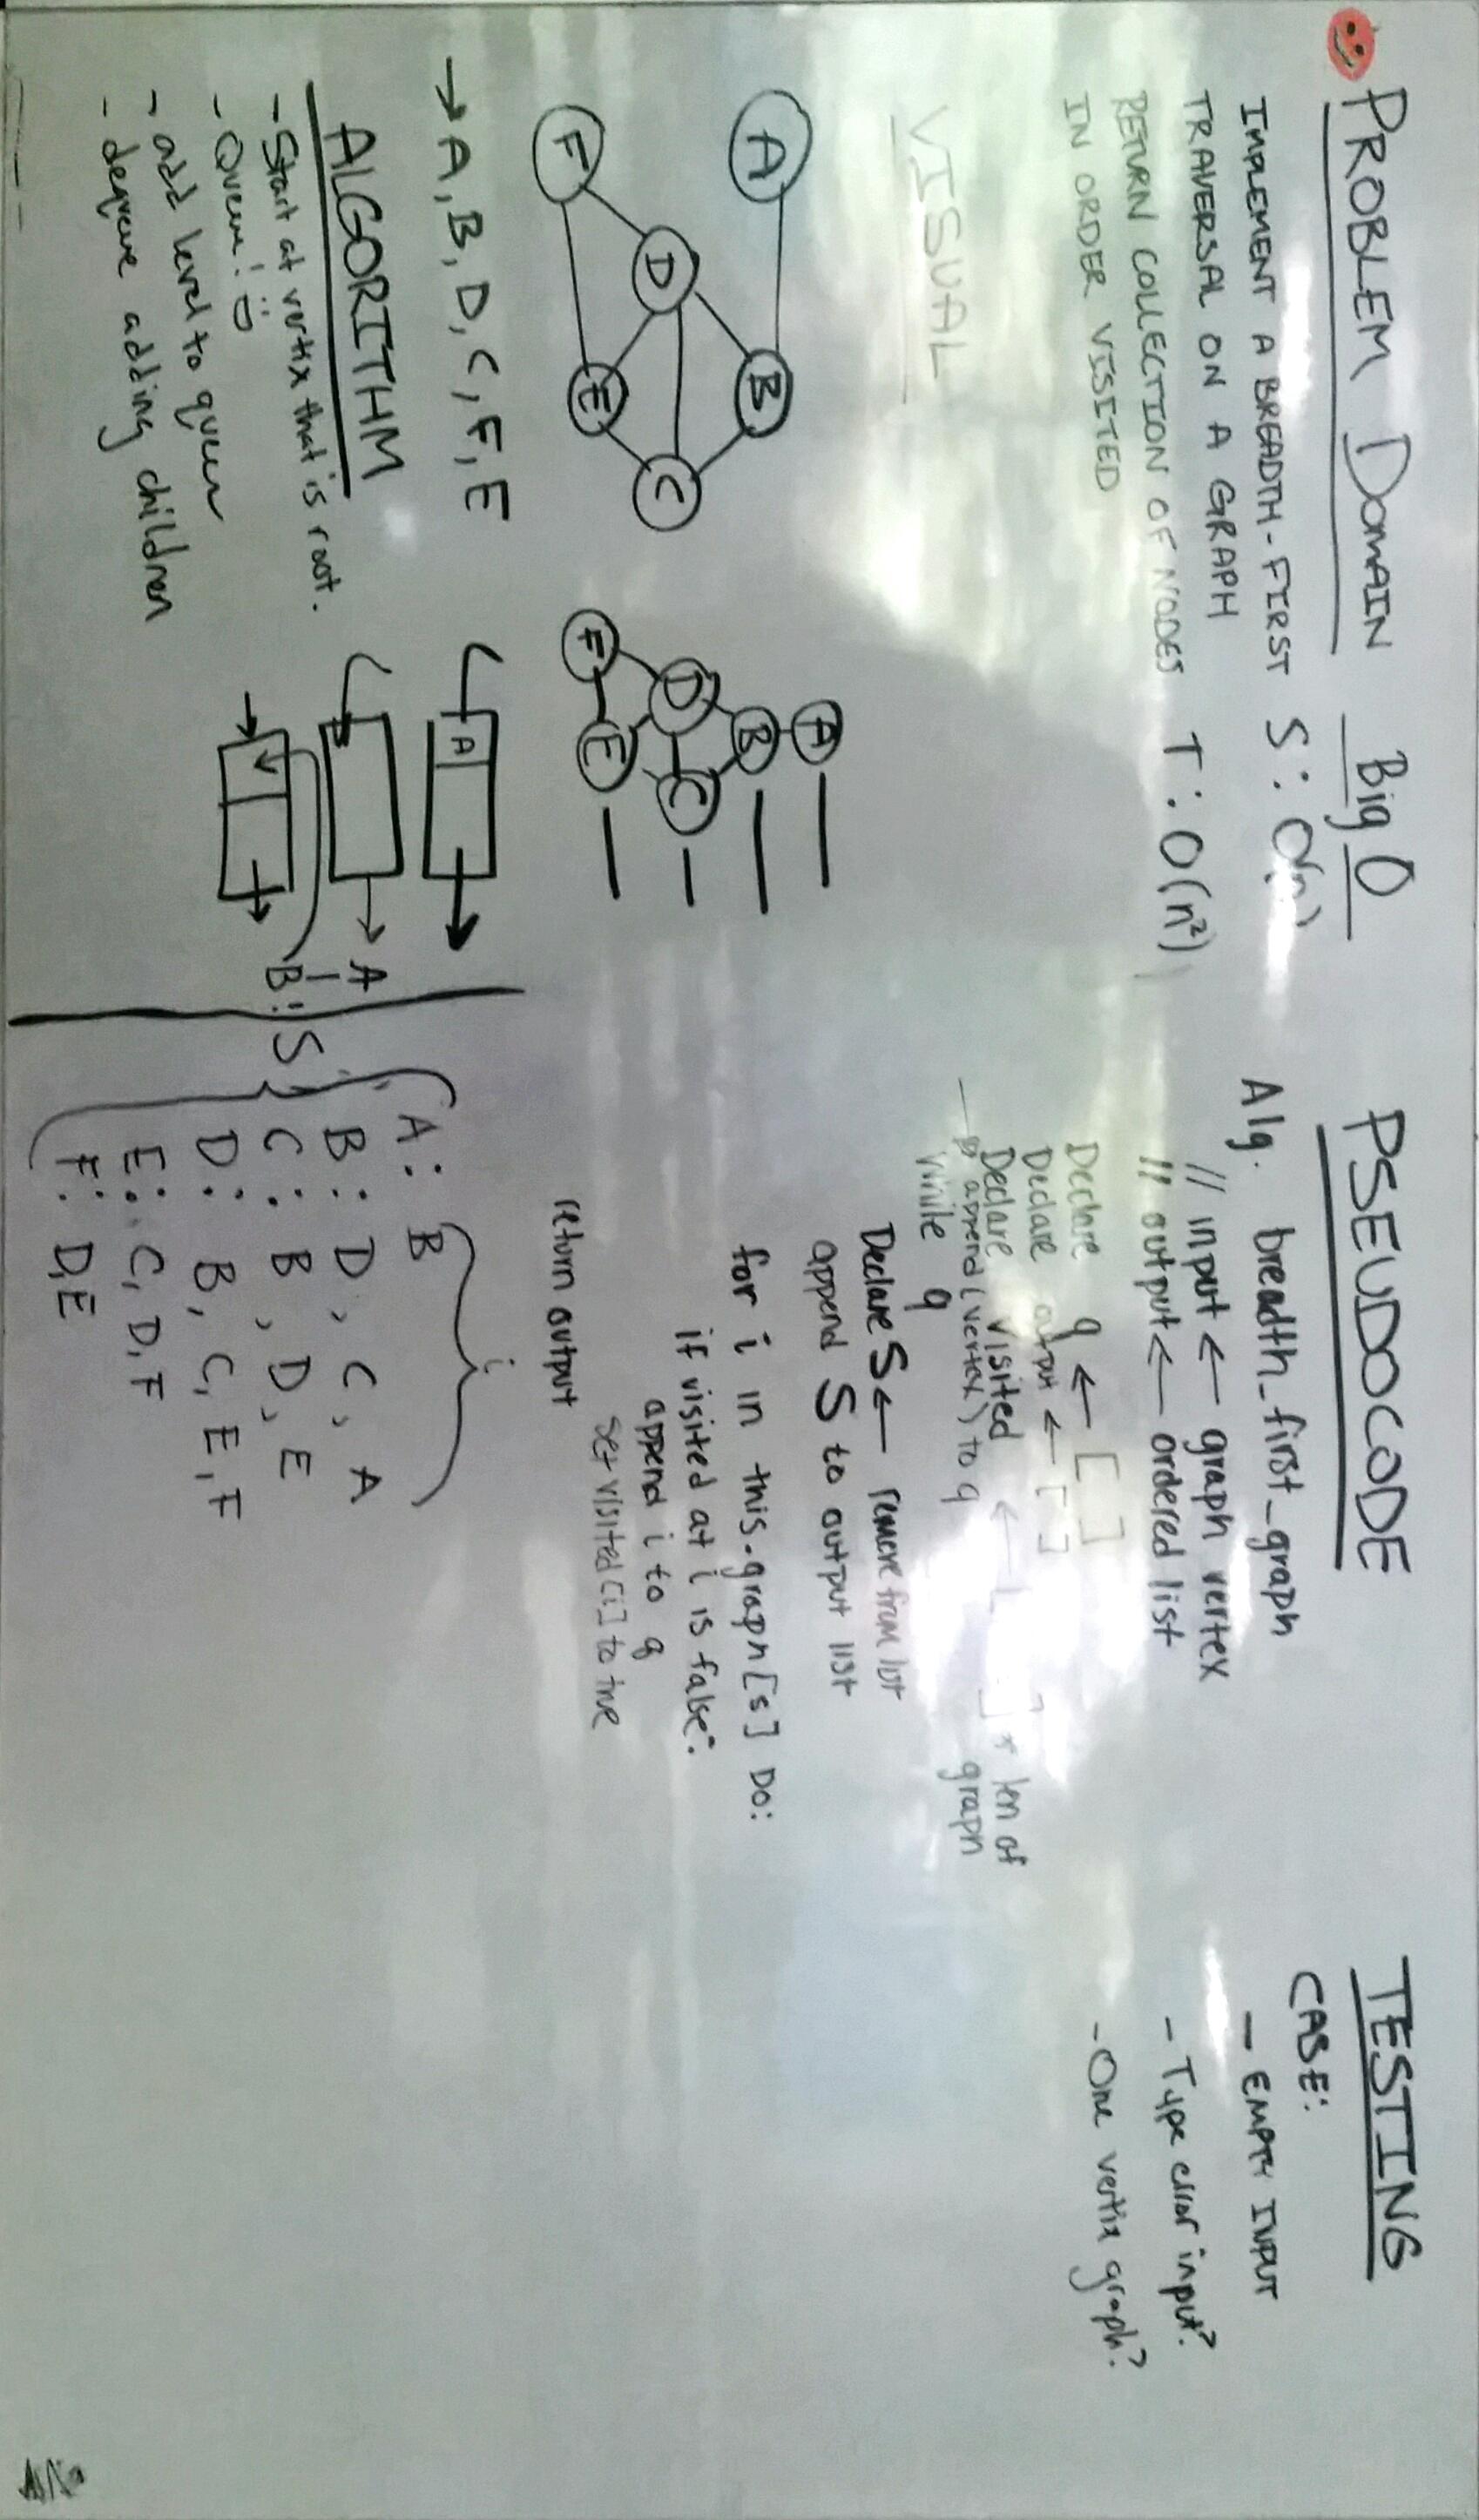 PROBLEM DOMAIN
IMPLEMENT A BREADTH-FIRST
TRAVERSAL ON A GRAPH
RETURN COLLECTION OF NODES
IN ORDER VISITED
Big O
S: O(n)
T: O(n²)
VISUAL
A
B
D
C
F
E
A
B
D
C
F
E
→ A, B, D, C, F, E
ALGORITHM
- Start at vertix that is root.
- Queue! :)
- add level to queue
- dequeue adding children
A
A
B:
PSEUDOCODE
Alg. breadth_first_graph
// input ← graph vertex
// output ← ordered list
Declare q ← [ ]
Declare output ← [ ]
Declare visited ← [ ] * len of
graph
append (vertex) to q
while q
Declare S ← remove from list
append S to output list
for i in this.graph[s] DO:
if visited at i is false:
append i to q
set visited[i] to true
return output
i
S
A: B
B: D, C, A
C: B, D, E
D: B, C, E, F
E: C, D, F
F: D, E
TESTING
CASE:
- EMPTY INPUT
- Type error input?
- One vertix graph?